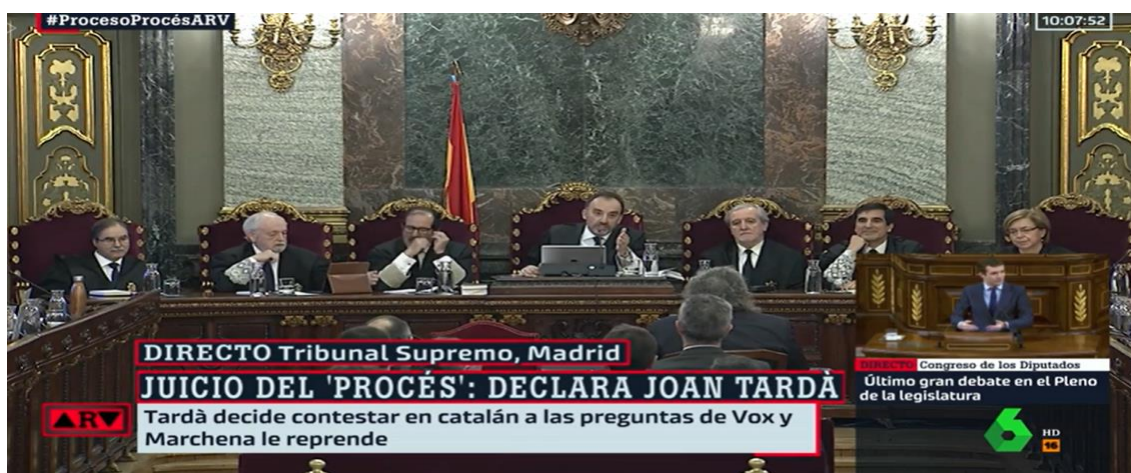 #ProcesoProcésARV
10:07:52
DIRECTO Tribunal Supremo, Madrid
JUICIO DEL 'PROCÉS': DECLARA JOAN TARDÀ
ARV
Tardà decide contestar en catalán a las preguntas de Vox y
Marchena le reprende
DIRECTO Congreso de los Diputados
Último gran debate en el Pleno
de la legislatura
6
HD
16